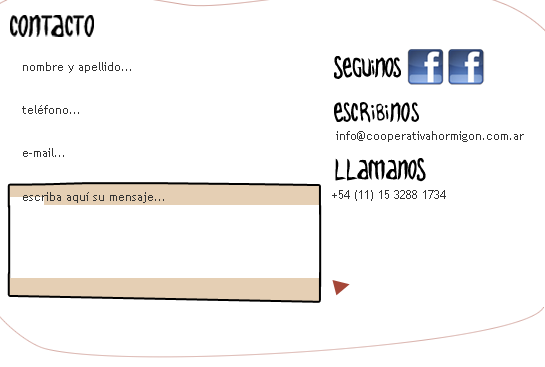 contacto
nombre y apellido...
teléfono...
e-mail...
escriba aquí su mensaje...
seguinos f f
escribinos
info@cooperativahormigon.com.ar
llamanos
+54 (11) 15 3288 1734